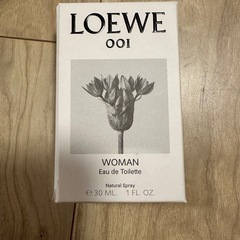 LOEWE
001
WOMAN
Eau de Toilette
Natural Spray
℮ 30 ML. 1 FL. OZ.